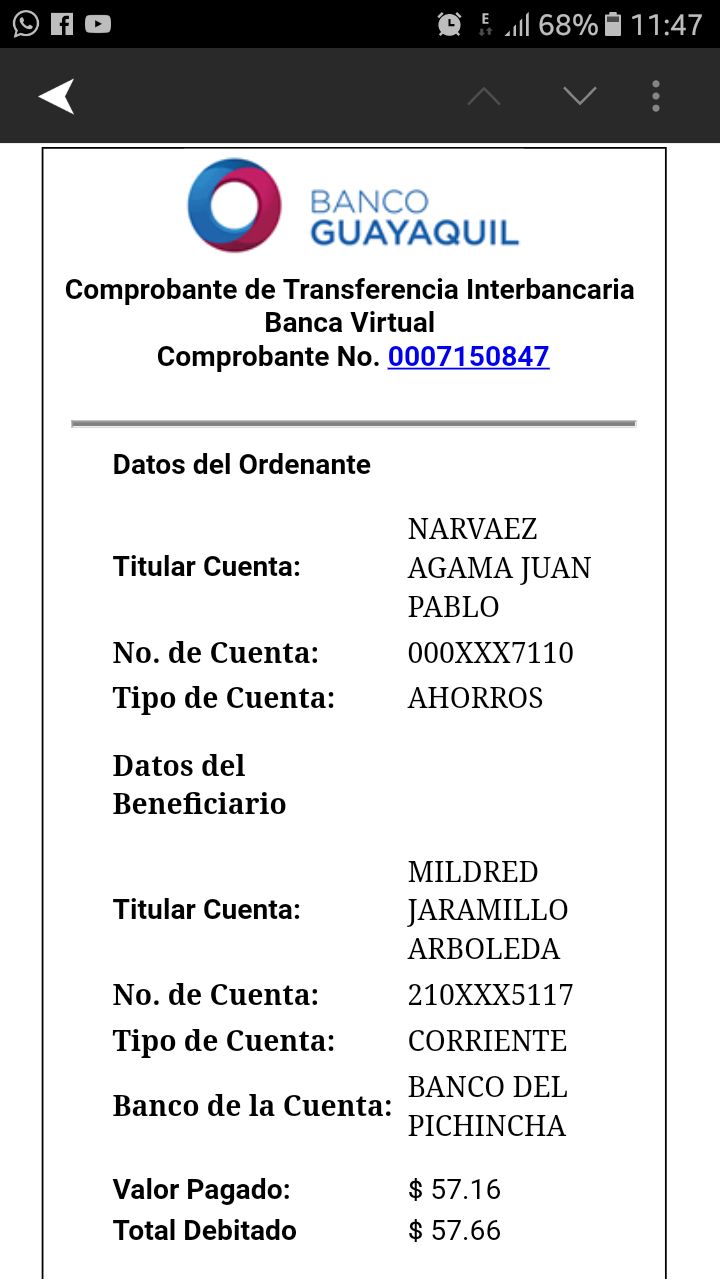 E 68% 11:47
BANCO
GUAYAQUIL
Comprobante de Transferencia Interbancaria
Banca Virtual
Comprobante No. 0007150847
Datos del Ordenante
Titular Cuenta: NARVAEZ AGAMA JUAN PABLO
No. de Cuenta: 000XXX7110
Tipo de Cuenta: AHORROS
Datos del
Beneficiario
Titular Cuenta: MILDRED JARAMILLO ARBOLEDA
No. de Cuenta: 210XXX5117
Tipo de Cuenta: CORRIENTE
Banco de la Cuenta: BANCO DEL PICHINCHA
Valor Pagado: $ 57.16
Total Debitado $ 57.66